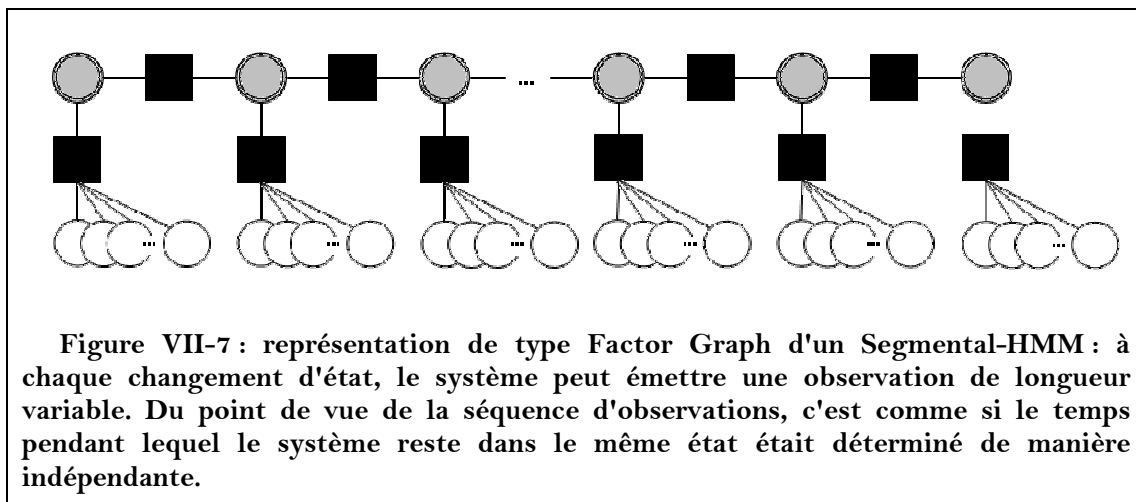 ...
... ... ... ... ... ...
Figure VII-7 : représentation de type Factor Graph d'un Segmental-HMM : à
chaque changement d'état, le système peut émettre une observation de longueur
variable. Du point de vue de la séquence d'observations, c'est comme si le temps
pendant lequel le système reste dans le même état était déterminé de manière
indépendante.